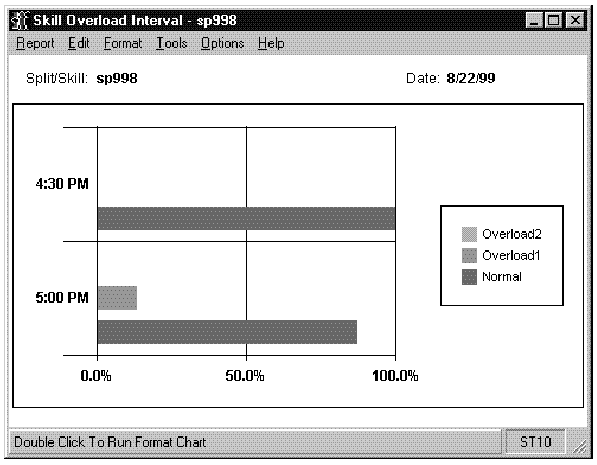 Skill Overload Interval - sp998
Report Edit Format Tools Options Help
Split/Skill: sp998 Date: 8/22/99
4:30 PM
5:00 PM
0.0% 50.0% 100.0%
Overload2
Overload1
Normal
Double Click To Run Format Chart ST10